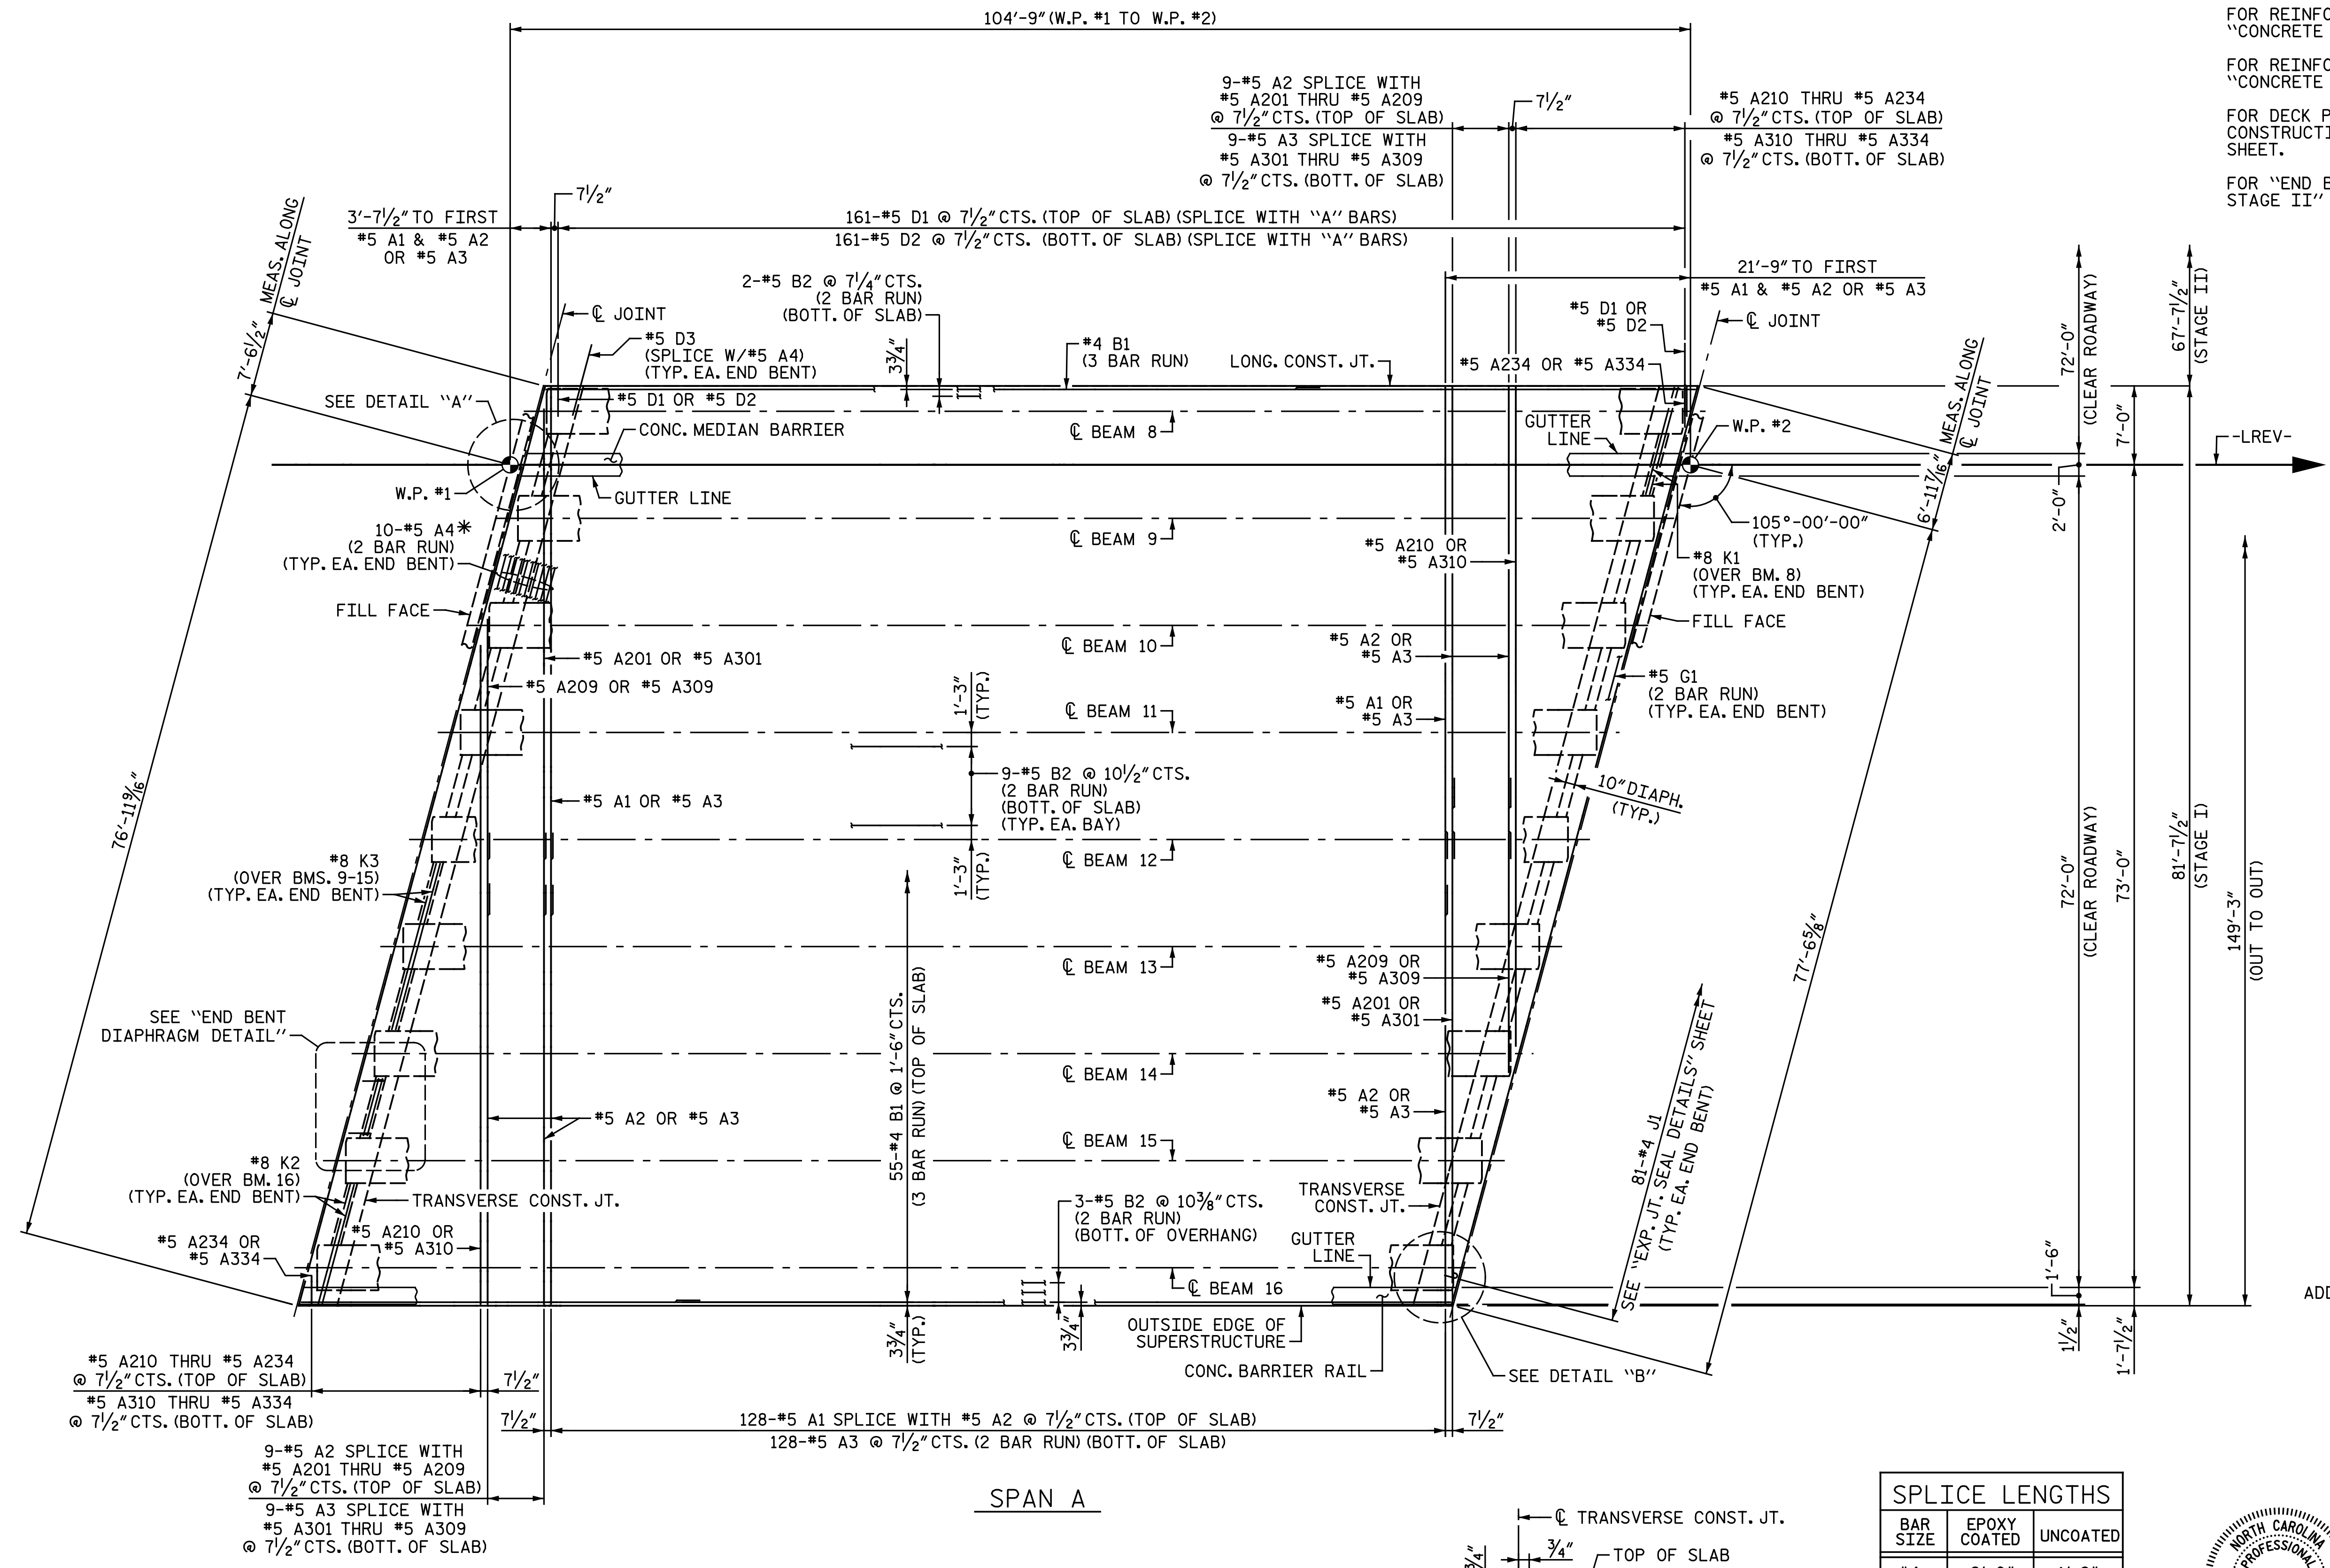 104'-9" (W.P. #1 TO W.P. #2)
FOR REINFO
"CONCRETE
FOR REINFO
"CONCRETE
FOR DECK P
CONSTRUCTI
SHEET.
FOR "END B
STAGE II"
9-#5 A2 SPLICE WITH
#5 A201 THRU #5 A209
@ 7½" CTS. (TOP OF SLAB)
9-#5 A3 SPLICE WITH
#5 A301 THRU #5 A309
@ 7½" CTS. (BOTT. OF SLAB)
7½"
#5 A210 THRU #5 A234
@ 7½" CTS. (TOP OF SLAB)
#5 A310 THRU #5 A334
@ 7½" CTS. (BOTT. OF SLAB)
7½"
3'-7½" TO FIRST
#5 A1 & #5 A2
OR #5 A3
161-#5 D1 @ 7½" CTS. (TOP OF SLAB) (SPLICE WITH "A" BARS)
161-#5 D2 @ 7½" CTS. (BOTT. OF SLAB) (SPLICE WITH "A" BARS)
MEAS. ALONG
℄ JOINT
7'-6½"
2-#5 B2 @ 7¼" CTS.
(2 BAR RUN)
(BOTT. OF SLAB)
21'-9" TO FIRST
#5 A1 & #5 A2 OR #5 A3
℄ JOINT
#5 D3
(SPLICE W/#5 A4)
(TYP. EA. END BENT)
3¾"
#4 B1
(3 BAR RUN)
LONG. CONST. JT.
#5 D1 OR
#5 D2
℄ JOINT
#5 A234 OR #5 A334
SEE DETAIL "A"
#5 D1 OR #5 D2
CONC. MEDIAN BARRIER
℄ BEAM 8
GUTTER
LINE
W.P. #2
MEAS. ALONG
℄ JOINT
6'-11⁷⁄₁₆"
72'-0"
(CLEAR ROADWAY)
67'-7½"
(STAGE II)
7'-0"
-LREV-
2'-0"
W.P. #1
GUTTER LINE
10-#5 A4*
(2 BAR RUN)
(TYP. EA. END BENT)
℄ BEAM 9
#5 A210 OR
#5 A310
105°-00'-00"
(TYP.)
#8 K1
(OVER BM. 8)
(TYP. EA. END BENT)
FILL FACE
FILL FACE
℄ BEAM 10
#5 A2 OR
#5 A3
#5 A201 OR #5 A301
#5 A209 OR #5 A309
1'-3"
(TYP.)
℄ BEAM 11
#5 A1 OR
#5 A3
#5 G1
(2 BAR RUN)
(TYP. EA. END BENT)
76'-11⁹⁄₁₆"
9-#5 B2 @ 10½" CTS.
(2 BAR RUN)
(BOTT. OF SLAB)
(TYP. EA. BAY)
#5 A1 OR #5 A3
10" DIAPH.
(TYP.)
1'-3"
(TYP.)
℄ BEAM 12
#8 K3
(OVER BMS. 9-15)
(TYP. EA. END BENT)
72'-0"
(CLEAR ROADWAY)
73'-0"
81'-7½"
(STAGE I)
149'-3"
(OUT TO OUT)
77'-6⅝"
℄ BEAM 13
#5 A209 OR
#5 A309
#5 A201 OR
#5 A301
SEE "END BENT
DIAPHRAGM DETAIL"
55-#4 B1 @ 1'-6" CTS.
(3 BAR RUN) (TOP OF SLAB)
℄ BEAM 14
#5 A2 OR #5 A3
#5 A2 OR
#5 A3
81-#4 J1
SEE "EXP. JT. SEAL DETAILS" SHEET
(TYP. EA. END BENT)
℄ BEAM 15
#8 K2
(OVER BM. 16)
(TYP. EA. END BENT)
TRANSVERSE CONST. JT.
3-#5 B2 @ 10⅜" CTS.
(2 BAR RUN)
(BOTT. OF OVERHANG)
TRANSVERSE
CONST. JT.
#5 A210 OR
#5 A310
#5 A234 OR
#5 A334
GUTTER
LINE
℄ BEAM 16
1'-6"
ADD
3¾"
(TYP.)
3¾"
OUTSIDE EDGE OF
SUPERSTRUCTURE
CONC. BARRIER RAIL
SEE DETAIL "B"
1½"
1'-7½"
#5 A210 THRU #5 A234
@ 7½" CTS. (TOP OF SLAB)
#5 A310 THRU #5 A334
@ 7½" CTS. (BOTT. OF SLAB)
7½"
7½"
128-#5 A1 SPLICE WITH #5 A2 @ 7½" CTS. (TOP OF SLAB)
128-#5 A3 @ 7½" CTS. (2 BAR RUN) (BOTT. OF SLAB)
7½"
9-#5 A2 SPLICE WITH
#5 A201 THRU #5 A209
@ 7½" CTS. (TOP OF SLAB)
9-#5 A3 SPLICE WITH
#5 A301 THRU #5 A309
@ 7½" CTS. (BOTT. OF SLAB)
SPAN A
℄ TRANSVERSE CONST. JT.
¾"
TOP OF SLAB
SPLICE LENGTHS
BAR SIZE
EPOXY COATED
UNCOATED
NORTH CAROLINA
PROFESSIONAL